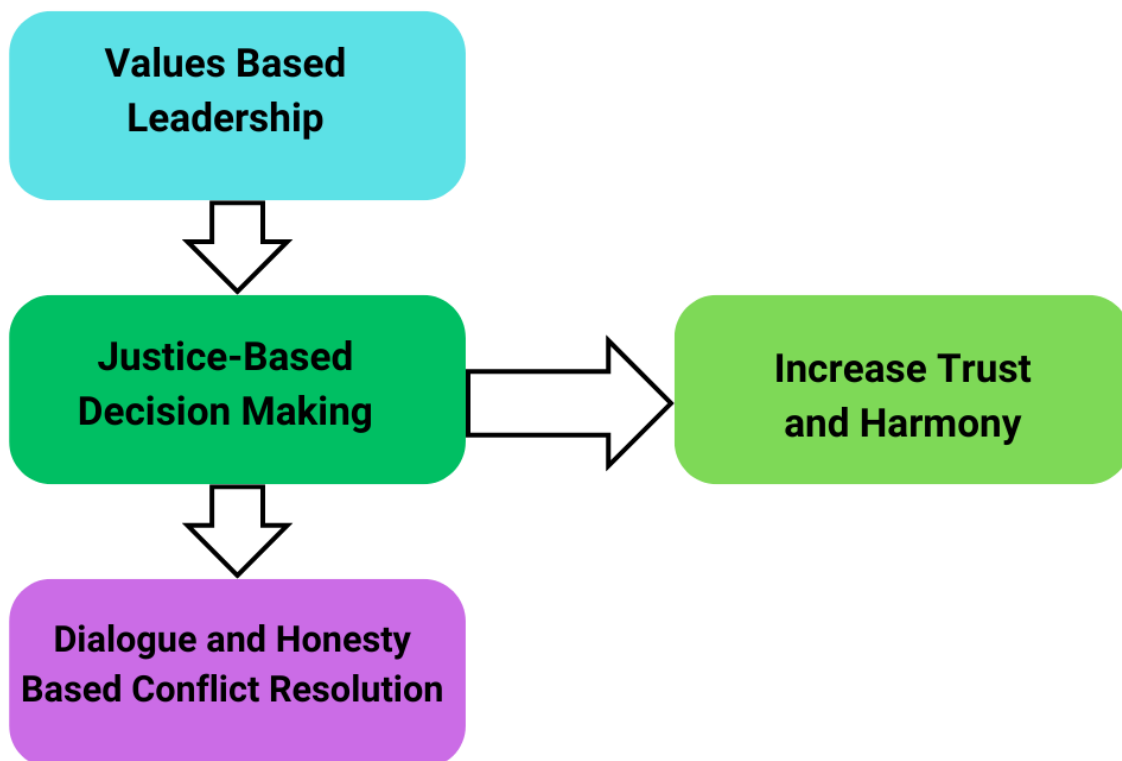 Values Based
Leadership
Justice-Based
Decision Making
Increase Trust
and Harmony
Dialogue and Honesty
Based Conflict Resolution